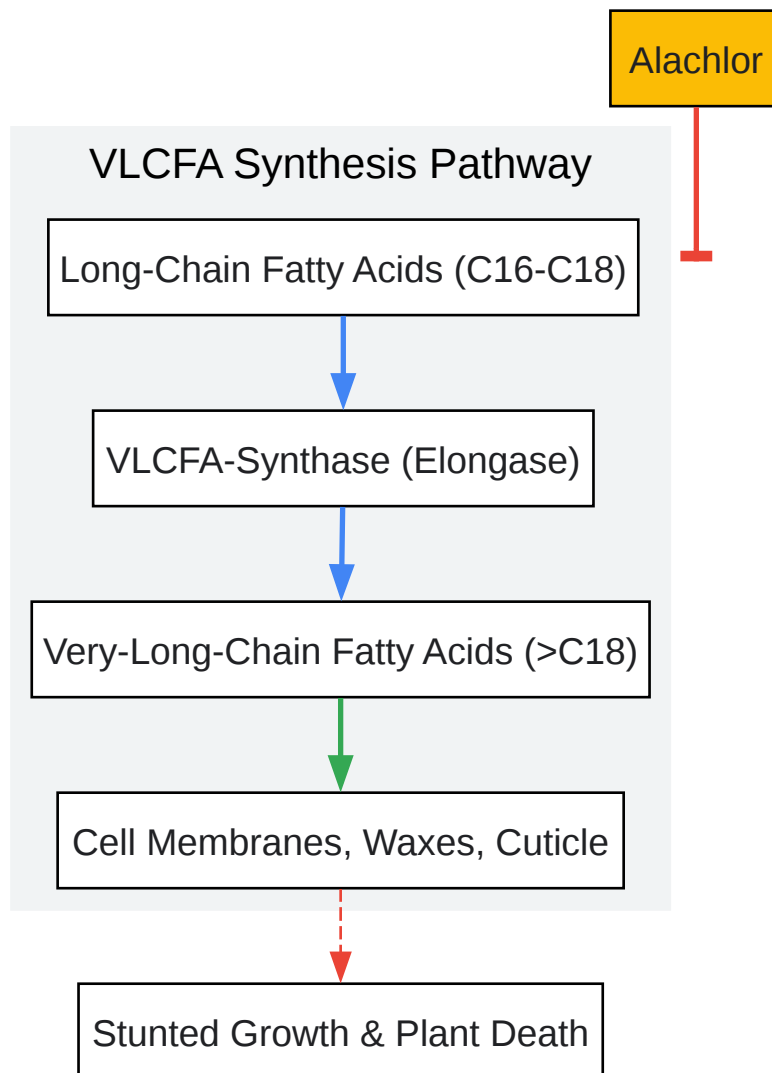 Alachlor
VLCFA Synthesis Pathway
Long-Chain Fatty Acids (C16-C18)
VLCFA-Synthase (Elongase)
Very-Long-Chain Fatty Acids (>C18)
Cell Membranes, Waxes, Cuticle
Stunted Growth & Plant Death